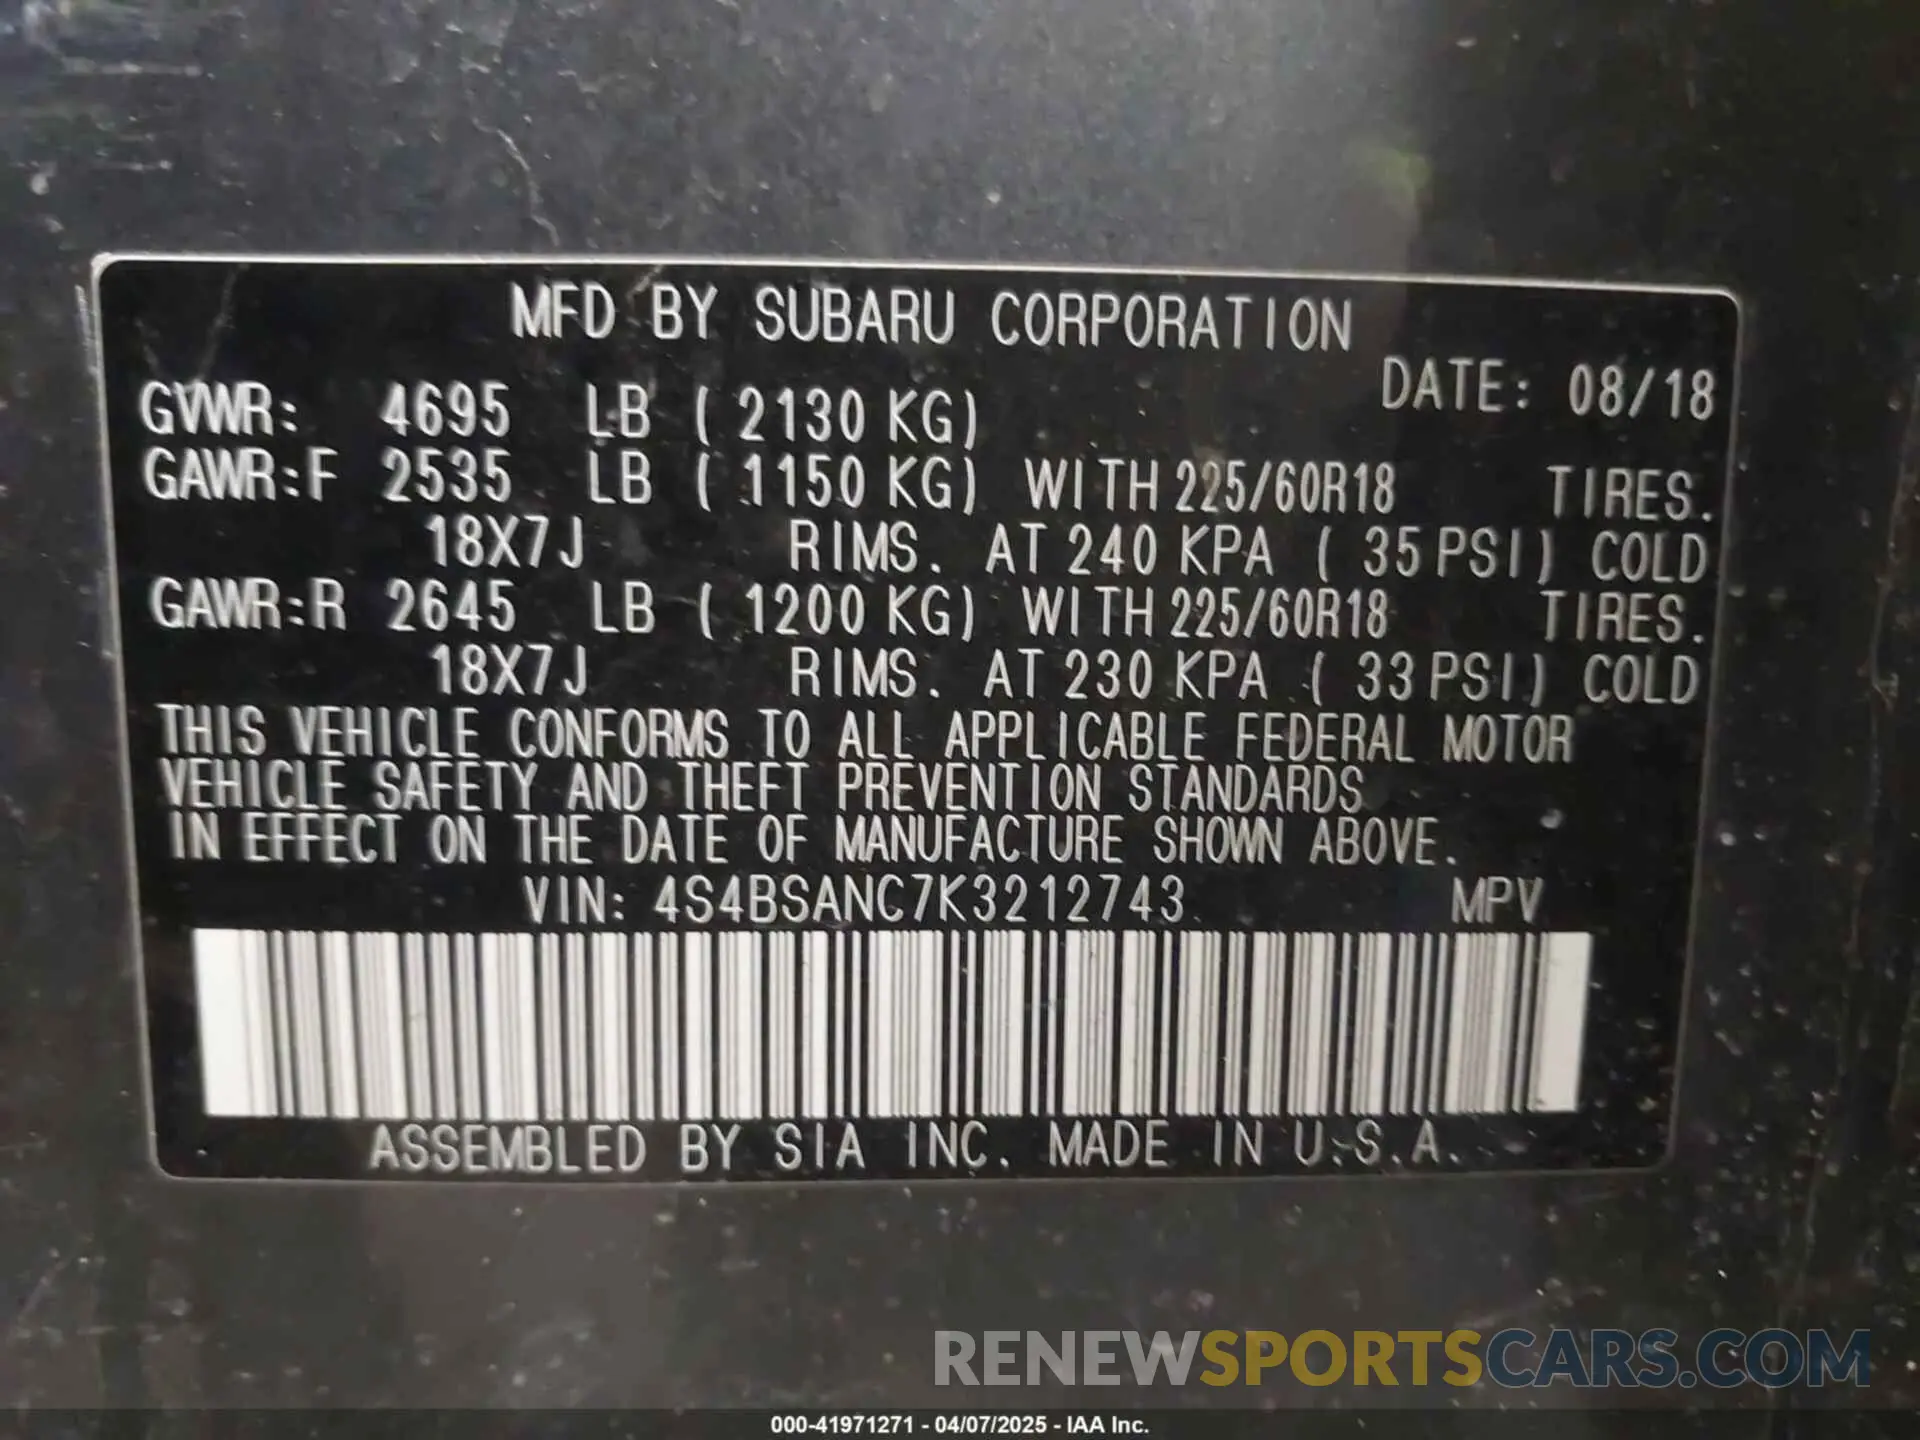 MFD BY SUBARU CORPORATION
DATE: 08/18
GVWR: 4695 LB ( 2130 KG)
GAWR:F 2535 LB ( 1150 KG) WITH 225/60R18 TIRES.
18X7J RIMS. AT 240 KPA ( 35 PSI) COLD
GAWR:R 2645 LB ( 1200 KG) WITH 225/60R18 TIRES.
18X7J RIMS. AT 230 KPA ( 33 PSI) COLD
THIS VEHICLE CONFORMS TO ALL APPLICABLE FEDERAL MOTOR
VEHICLE SAFETY AND THEFT PREVENTION STANDARDS
IN EFFECT ON THE DATE OF MANUFACTURE SHOWN ABOVE.
VIN: 4S4BSANC7K3212743 MPV
ASSEMBLED BY SIA INC. MADE IN U.S.A.
RENEWSPORTSCARS.COM
000-41971271 - 04/07/2025 - IAA Inc.